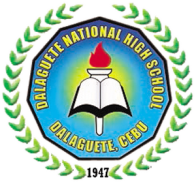 DALAGUETE NATIONAL HIGH SCHOOL
DALAGUETE, CEBU
1947